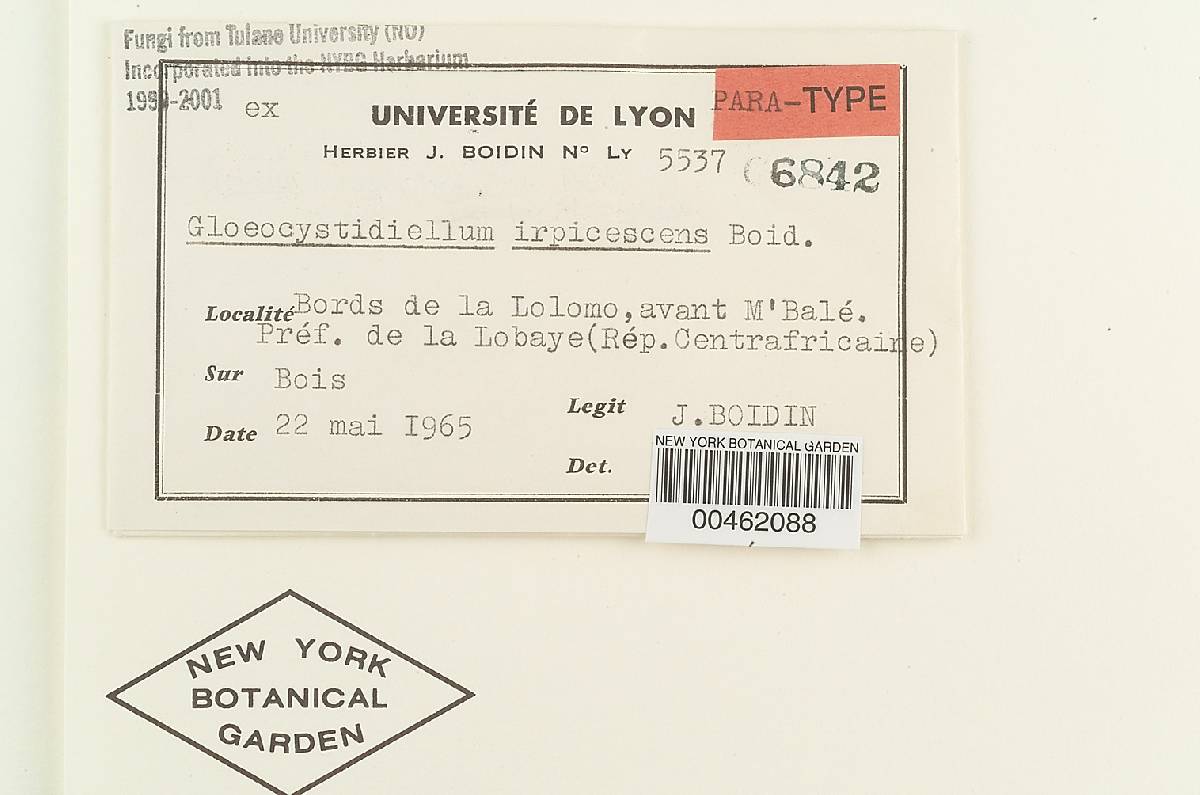 Fungi from Tulane University (NO)
Incorporated into the NYBG Herbarium
1999-2001
ex
UNIVERSITÉ DE LYON
PARA-TYPE
HERBIER J. BOIDIN Nº LY 5537
6842
Gloeocystidiellum irpicescens Boid.
Localité Bords de la Lolomo, avant M'Balé.
Préf. de la Lobaye(Rép.Centrafricaine)
Sur Bois
Legit J.BOIDIN
Date 22 mai I965
Det.
NEW YORK BOTANICAL GARDEN
00462088
NEW YORK
BOTANICAL
GARDEN